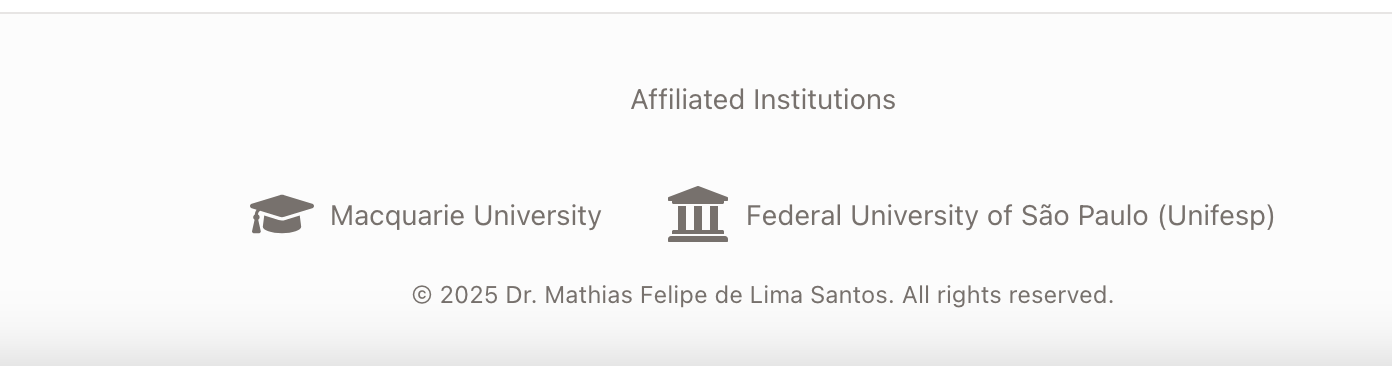 Affiliated Institutions
Macquarie University
Federal University of São Paulo (Unifesp)
© 2025 Dr. Mathias Felipe de Lima Santos. All rights reserved.